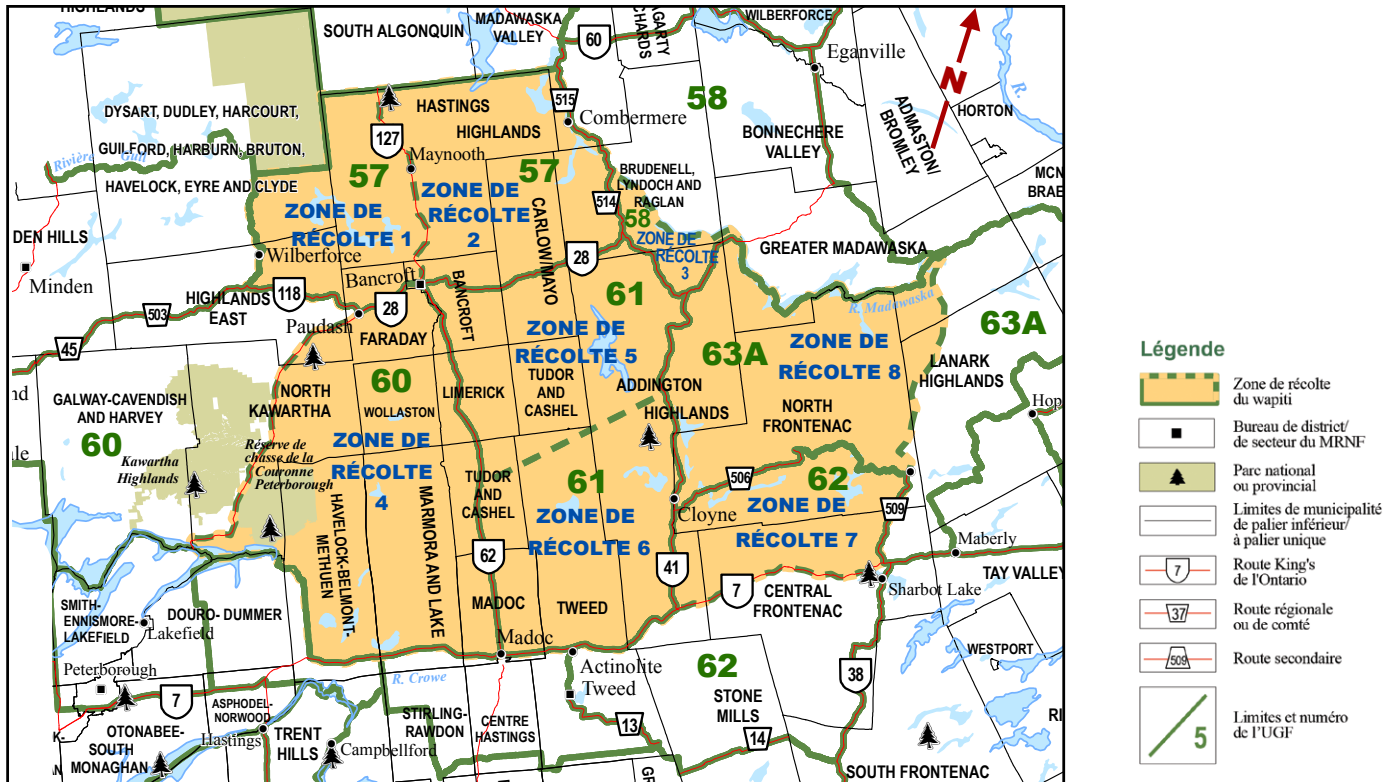 HIGHLANDS
SOUTH ALGONQUIN
MADAWASKA
VALLEY
60
WILBERFORCE
Eganville
N
R.
DYSART, DUDLEY, HARCOURT,
GUILFORD, HARBURN, BRUTON,
HAVELOCK, EYRE AND CLYDE
Rivière Gull
HASTINGS
HIGHLANDS
515
Combermere
58
BONNECHERE
VALLEY
ADMASTON/
BROMLEY
HORTON
127
Maynooth
57
57
BRUDENELL,
LYNDOCH AND
RAGLAN
514
58
ZONE DE
RÉCOLTE 1
ZONE DE
RÉCOLTE
2
CARLOW/MAYO
ZONE DE
RÉCOLTE
3
GREATER MADAWASKA
MCN
BRAE
DEN HILLS
Minden
Wilberforce
Bancroft
BANCROFT
28
118
28
HIGHLANDS
EAST
503
Paudash
FARADAY
45
61
ZONE DE
RÉCOLTE 5
R. Madawaska
63A
63A
ZONE DE
RÉCOLTE 8
LANARK
HIGHLANDS
nd
GALWAY-CAVENDISH
AND HARVEY
60
NORTH
KAWARTHA
60
WOLLASTON
LIMERICK
TUDOR
AND
CASHEL
ADDINGTON
HIGHLANDS
NORTH
FRONTENAC
Hop
le
Kawartha
Highlands
Réserve de
chasse de la
Couronne
Peterborough
ZONE DE
RÉCOLTE
4
TUDOR
AND
CASHEL
61
ZONE DE
RÉCOLTE 6
506
62
ZONE DE
RÉCOLTE 7
509
Cloyne
HAVELOCK-BELMONT-
METHUEN
MARMORA AND LAKE
62
41
Maberly
TAY VALLEY
SMITH-
ENNISMORE-
LAKEFIELD
DOURO- DUMMER
Lakefield
MADOC
TWEED
7
CENTRAL
FRONTENAC
Sharbot Lake
Madoc
Actinolite
Tweed
62
STONE
MILLS
WESTPORT
Peterborough
7
R. Crowe
38
ASPHODEL-
NORWOOD
OTONABEE-
SOUTH
MONAGHAN
Hastings
TRENT
HILLS
Campbellford
STIRLING-
RAWDON
CENTRE
HASTINGS
13
14
SOUTH FRONTENAC
Légende
Zone de récolte
du wapiti
Bureau de district/
de secteur du MRNF
Parc national
ou provincial
Limites de municipalité
de palier inférieur/
à palier unique
7
Route King's
de l'Ontario
37
Route régionale
ou de comté
509
Route secondaire
5
Limites et numéro
de l'UGF